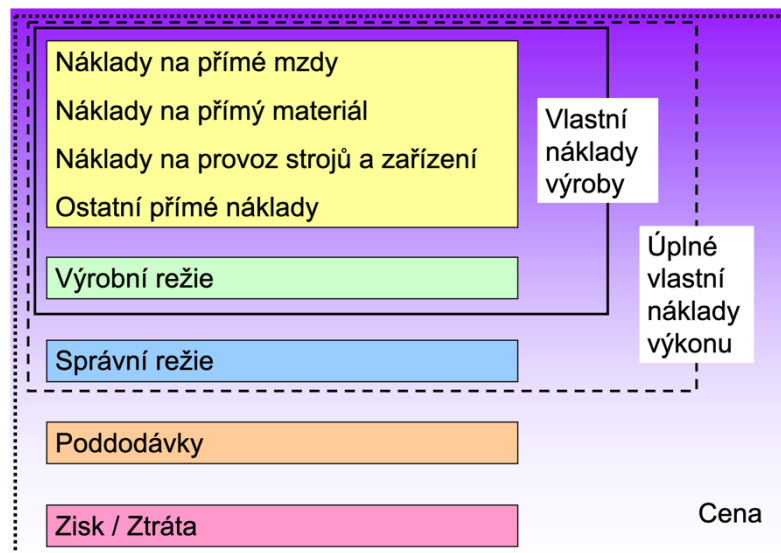 Náklady na přímé mzdy
Náklady na přímý materiál
Náklady na provoz strojů a zařízení
Ostatní přímé náklady
Vlastní
náklady
výroby
Výrobní režie
Úplné
vlastní
náklady
výkonu
Správní režie
Poddodávky
Zisk / Ztráta
Cena